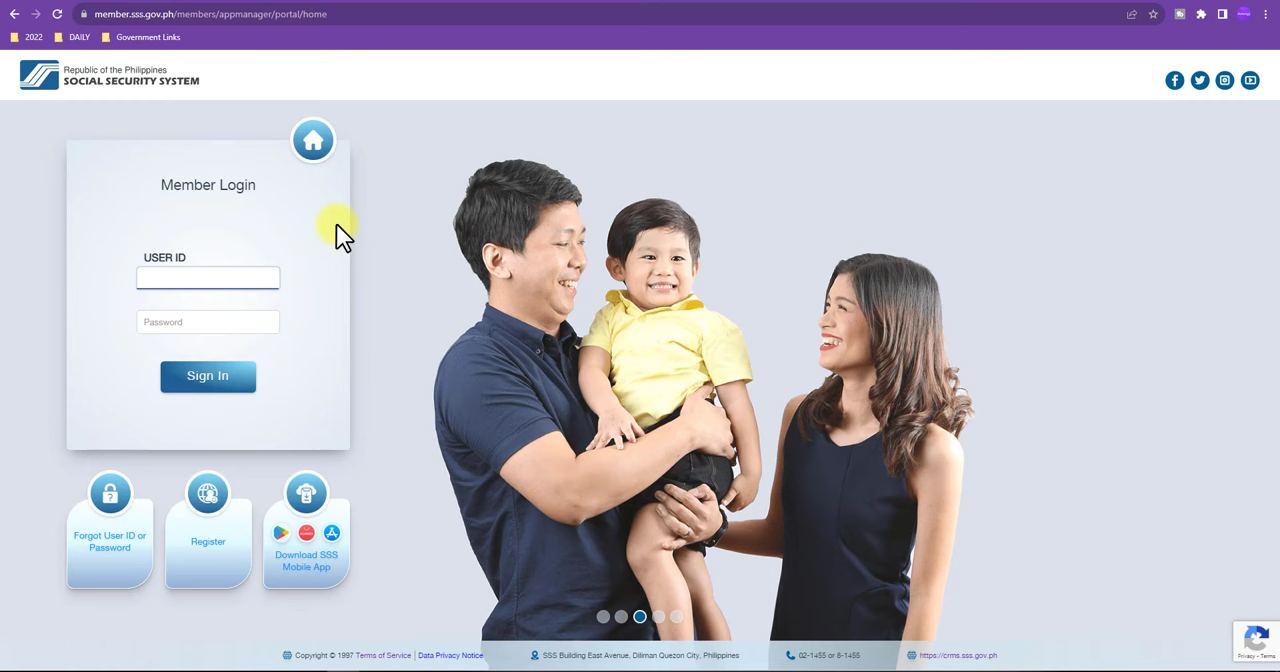 member.sss.gov.ph/members/appmanager/portal/home
2022 DAILY Government Links
Republic of the Philippines
SOCIAL SECURITY SYSTEM
Member Login
USER ID
Password
Sign In
Forgot User ID or
Password
Register
Download SSS
Mobile App
Copyright © 1997 Terms of Service | Data Privacy Notice SSS Building East Avenue, Diliman Quezon City, Philippines 02-1455 or 8-1455 https://crms.sss.gov.ph
Privacy - Terms